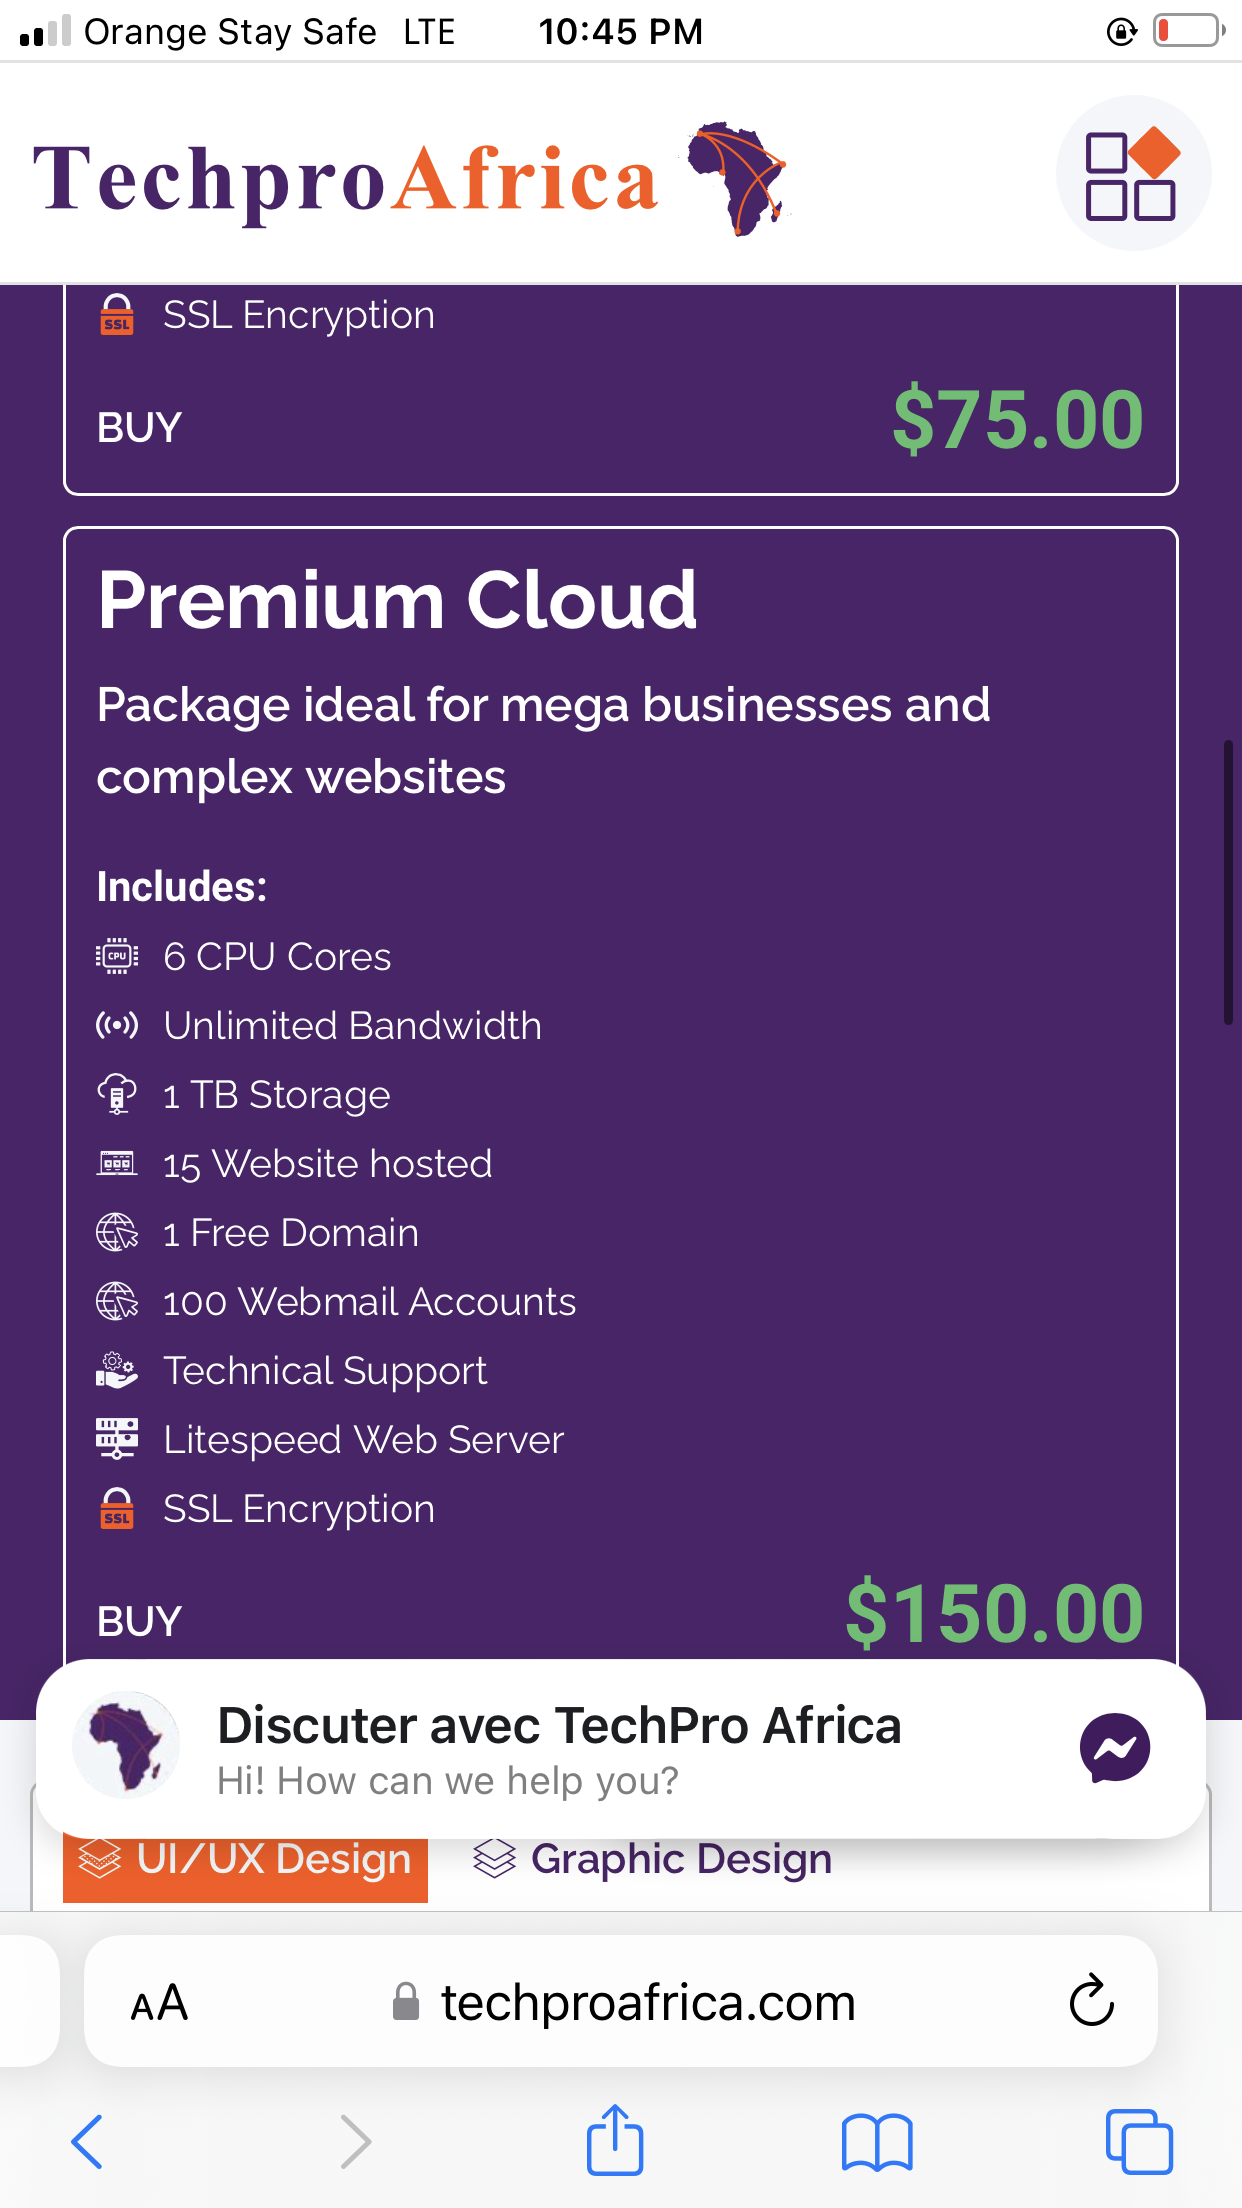 Orange Stay Safe LTE 10:45 PM
TechproAfrica
SSL
SSL Encryption
BUY $75.00
Premium Cloud
Package ideal for mega businesses and
complex websites
Includes:
CPU
6 CPU Cores
Unlimited Bandwidth
1 TB Storage
15 Website hosted
1 Free Domain
100 Webmail Accounts
Technical Support
Litespeed Web Server
SSL
SSL Encryption
BUY $150.00
Discuter avec TechPro Africa
Hi! How can we help you?
UI/UX Design Graphic Design
AA techproafrica.com